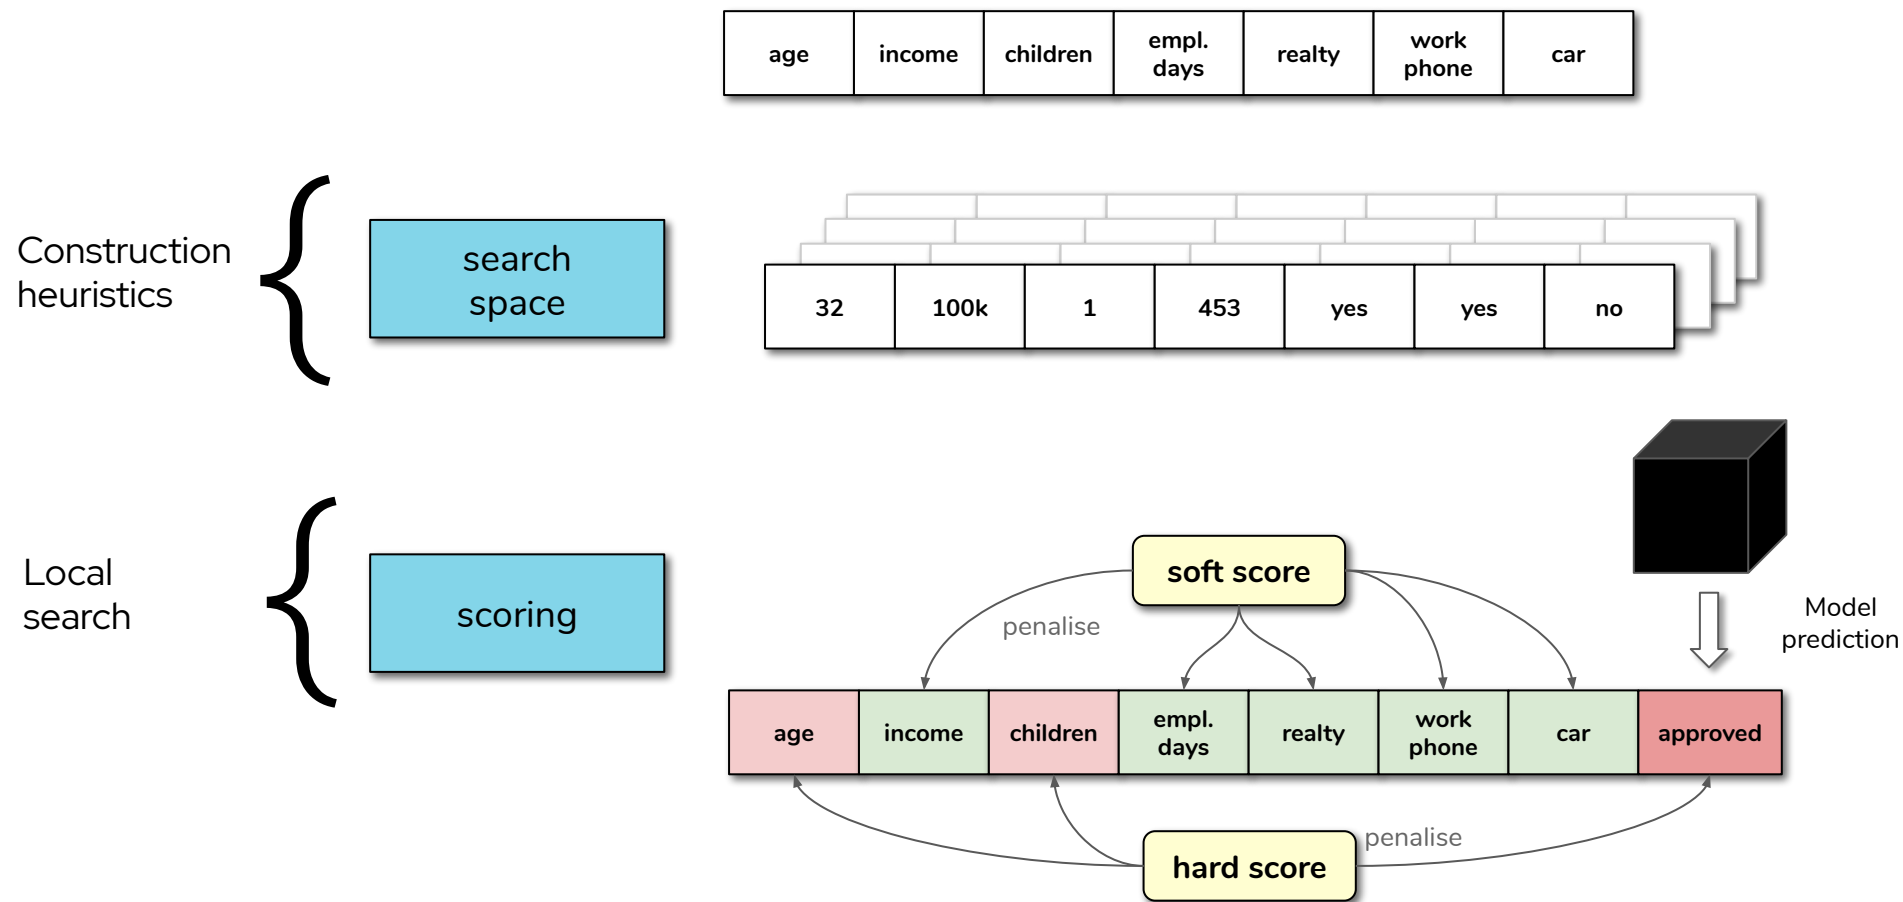 age income children empl. days realty work phone car
Construction
heuristics
search
space
32 100k 1 453 yes yes no
Local
search
scoring
soft score
penalise
Model
prediction
age income children empl. days realty work phone car approved
penalise
hard score